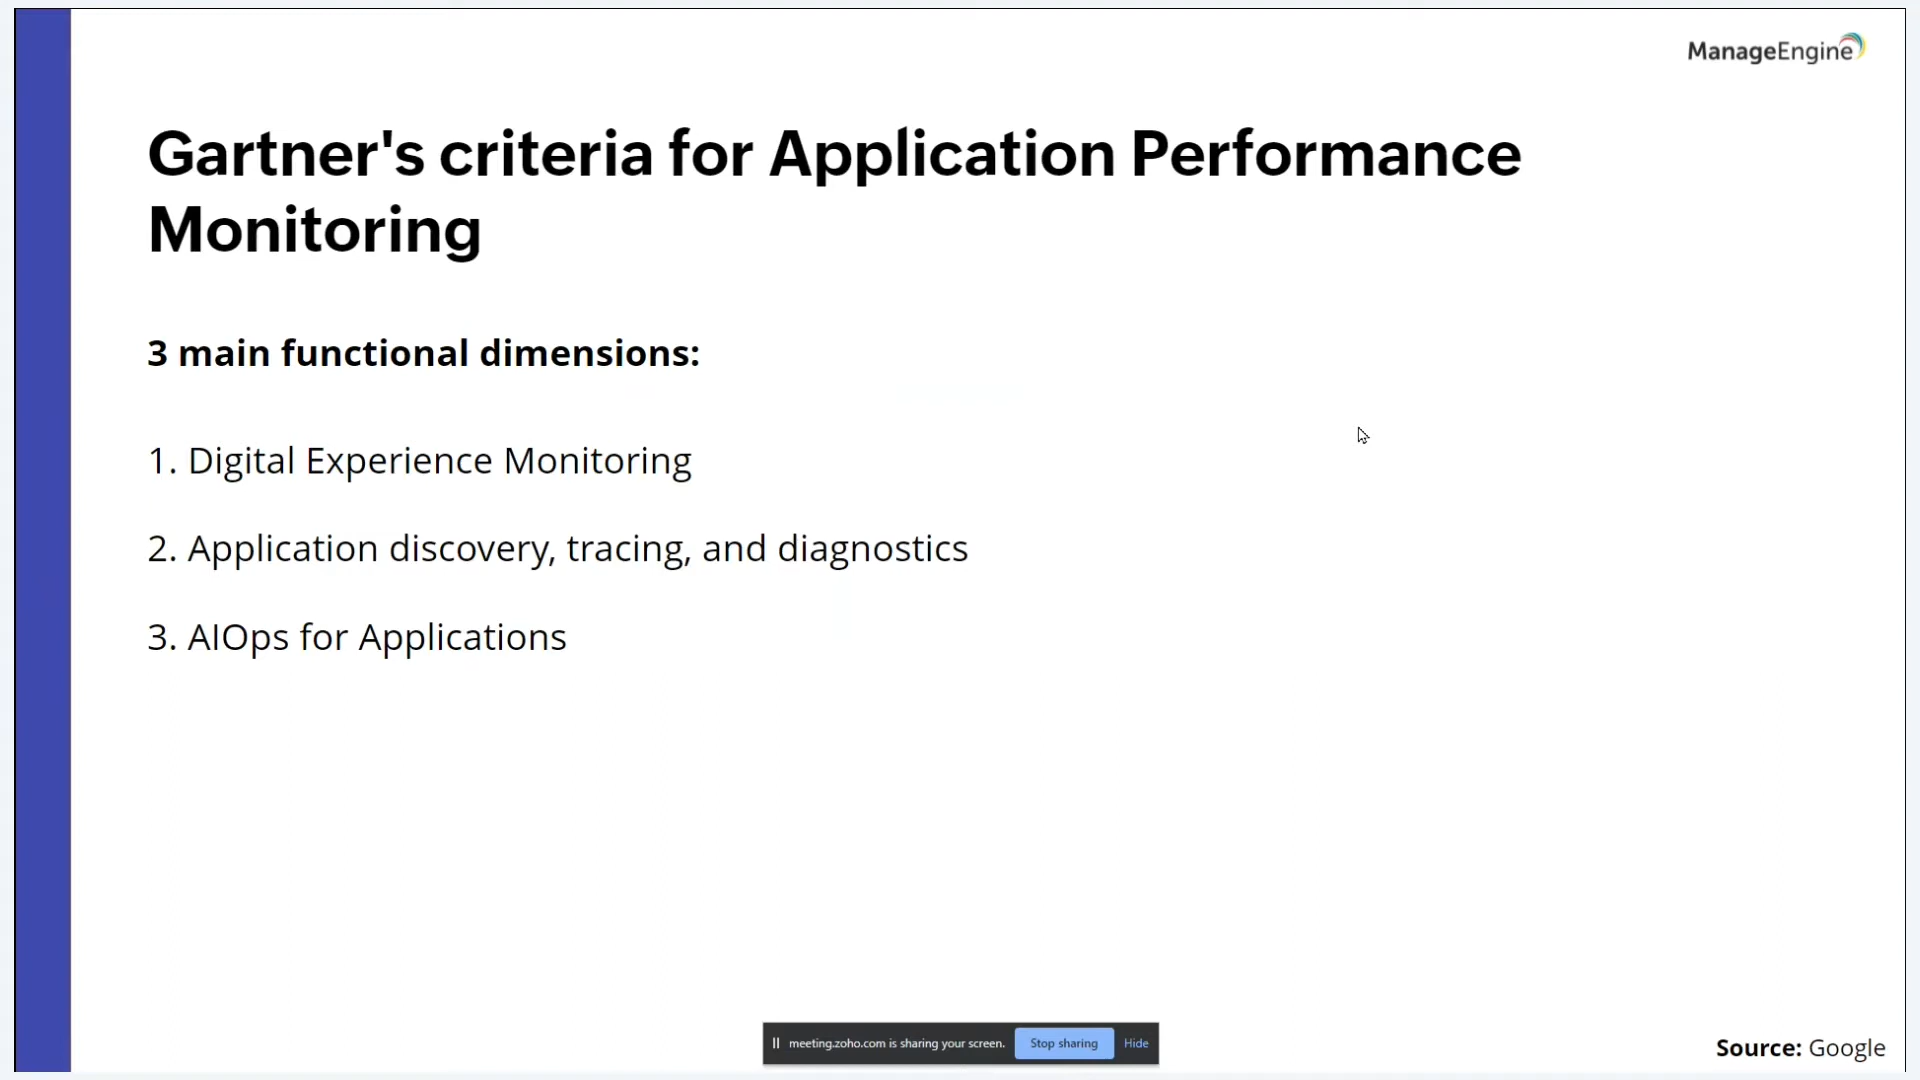 ManageEngine
Gartner's criteria for Application Performance
Monitoring
3 main functional dimensions:
1. Digital Experience Monitoring
2. Application discovery, tracing, and diagnostics
3. AIOps for Applications
meeting.zoho.com is sharing your screen. Stop sharing Hide
Source: Google